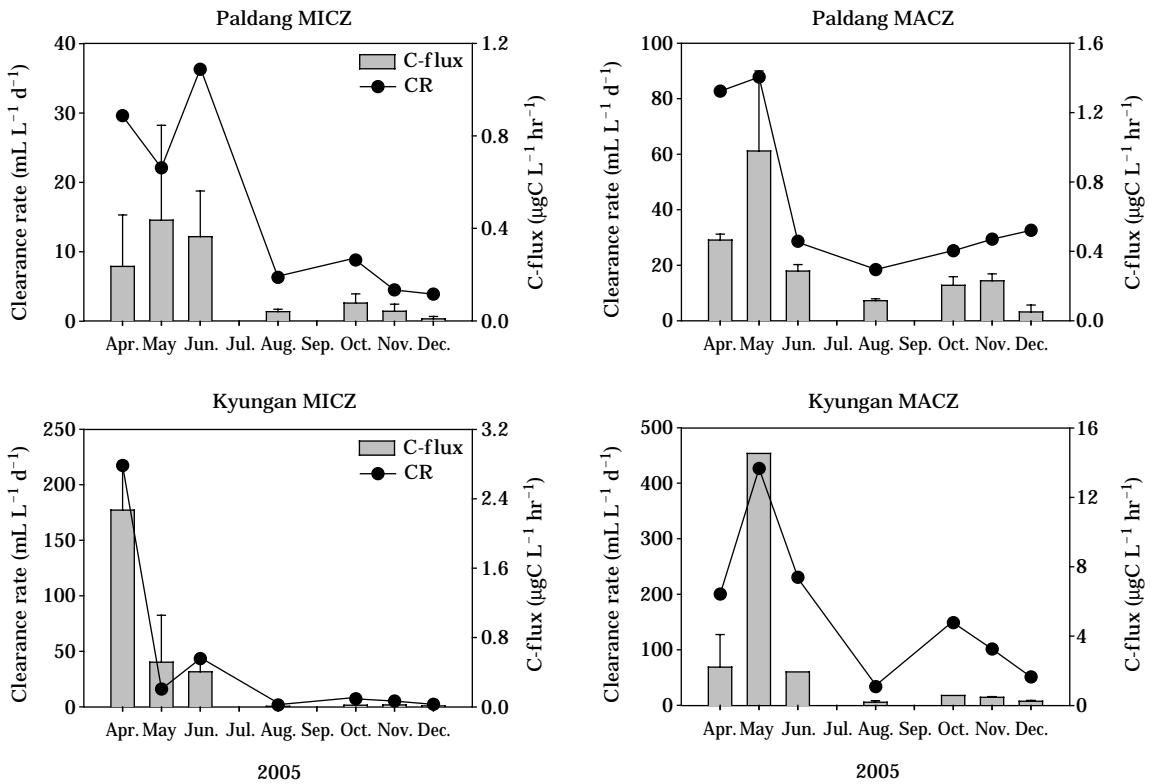 Paldang MICZ
Clearance rate (mL L⁻¹ d⁻¹)
40
30
20
10
0
C-flux
CR
1.2
0.8
0.4
0.0
C-flux (μgC L⁻¹ hr⁻¹)
Apr. May Jun. Jul. Aug. Sep. Oct. Nov. Dec.
Paldang MACZ
Clearance rate (mL L⁻¹ d⁻¹)
100
80
60
40
20
0
1.6
1.2
0.8
0.4
0.0
C-flux (μgC L⁻¹ hr⁻¹)
Apr. May Jun. Jul. Aug. Sep. Oct. Nov. Dec.
Kyungan MICZ
Clearance rate (mL L⁻¹ d⁻¹)
250
200
150
100
50
0
C-flux
CR
3.2
2.4
1.6
0.8
0.0
C-flux (μgC L⁻¹ hr⁻¹)
Apr. May Jun. Jul. Aug. Sep. Oct. Nov. Dec.
2005
Kyungan MACZ
Clearance rate (mL L⁻¹ d⁻¹)
500
400
300
200
100
0
16
12
8
4
0
C-flux (μgC L⁻¹ hr⁻¹)
Apr. May Jun. Jul. Aug. Sep. Oct. Nov. Dec.
2005